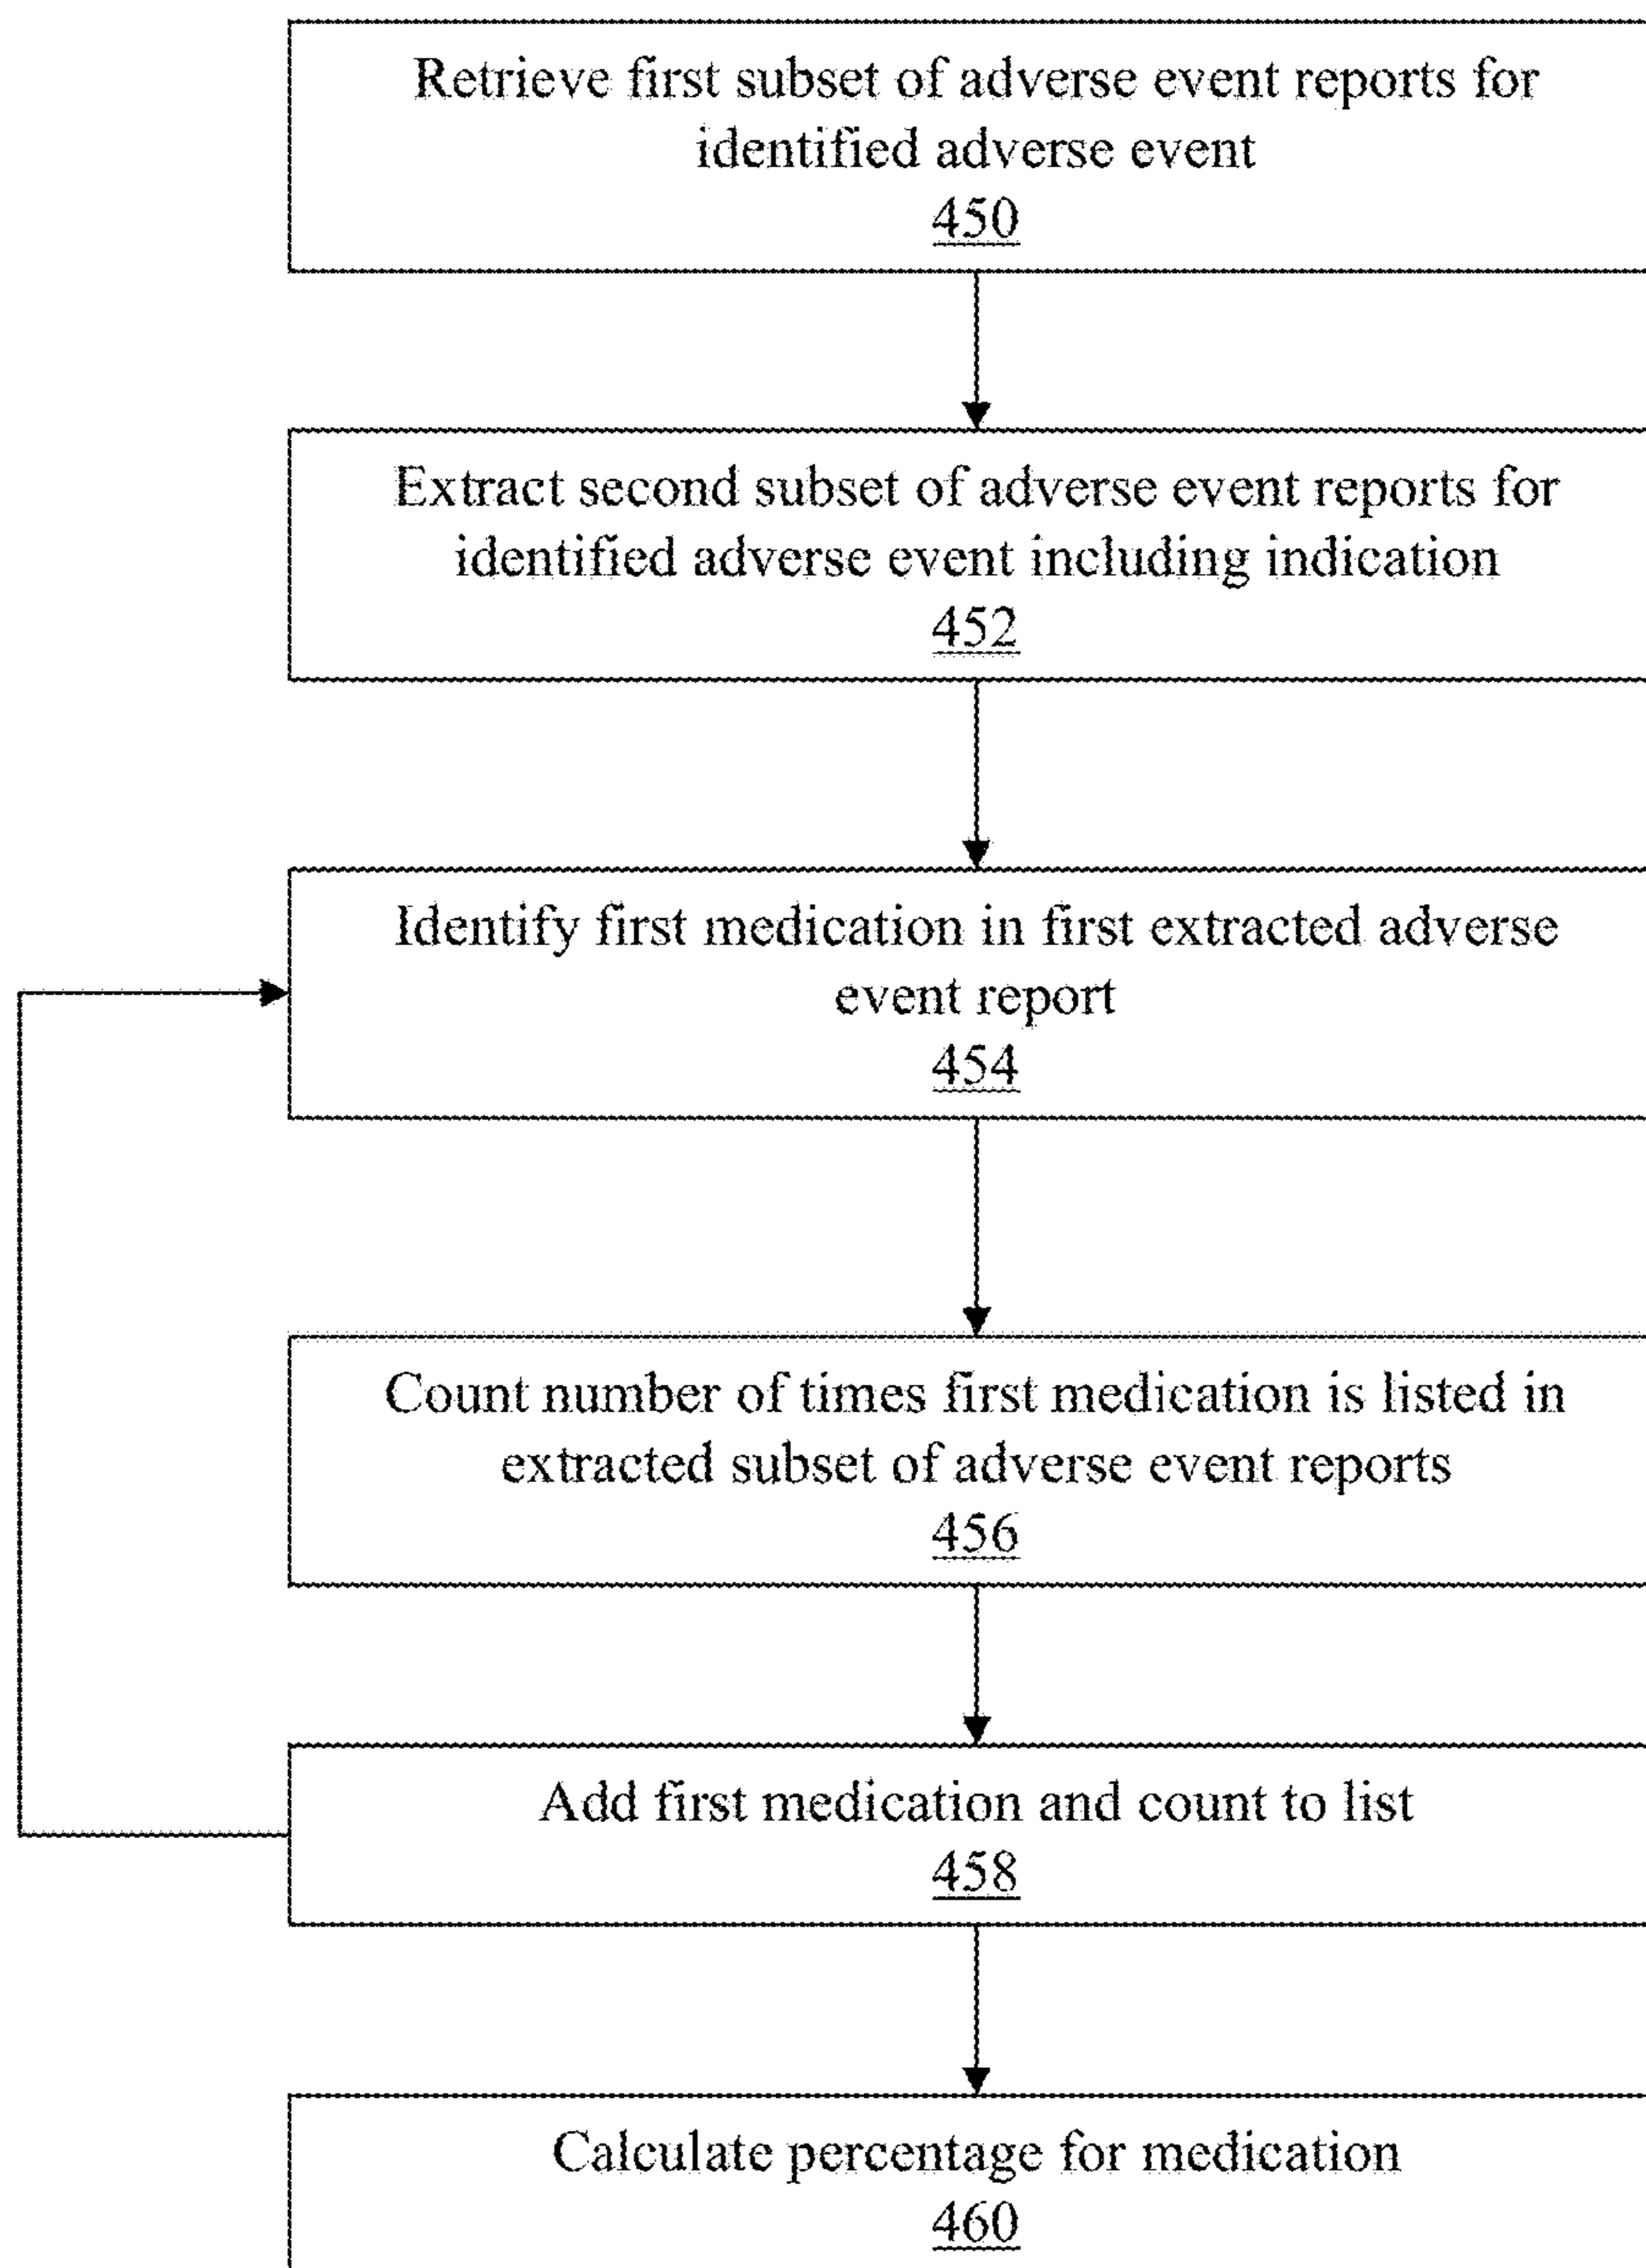 Retrieve first subset of adverse event reports for
identified adverse event
450
Extract second subset of adverse event reports for
identified adverse event including indication
452
Identify first medication in first extracted adverse
event report
454
Count number of times first medication is listed in
extracted subset of adverse event reports
456
Add first medication and count to list
458
Calculate percentage for medication
460